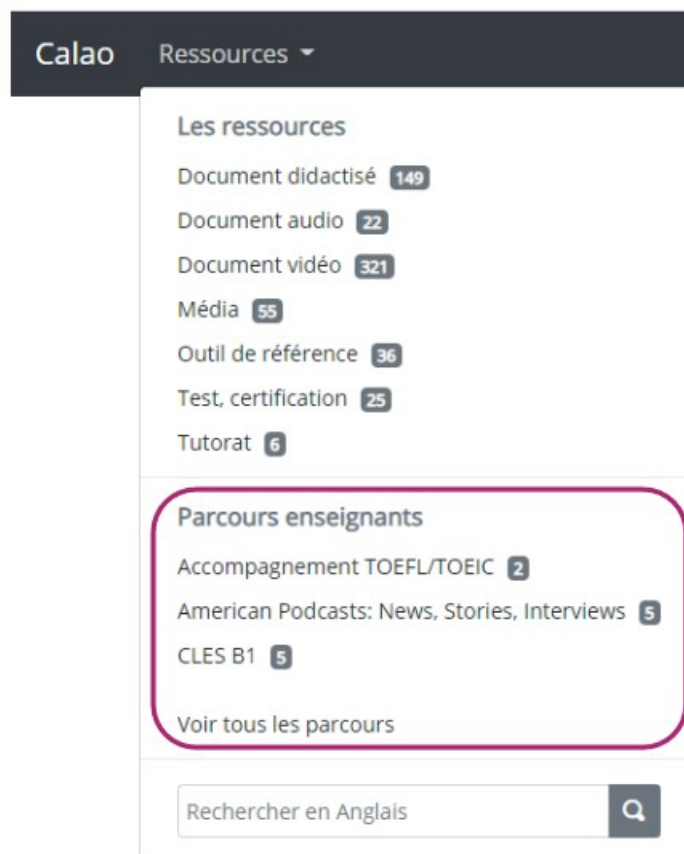 Calao Ressources
Les ressources
Document didactisé 149
Document audio 22
Document vidéo 321
Média 55
Outil de référence 36
Test, certification 25
Tutorat 6
Parcours enseignants
Accompagnement TOEFL/TOEIC 2
American Podcasts: News, Stories, Interviews 5
CLES B1 5
Voir tous les parcours
Rechercher en Anglais